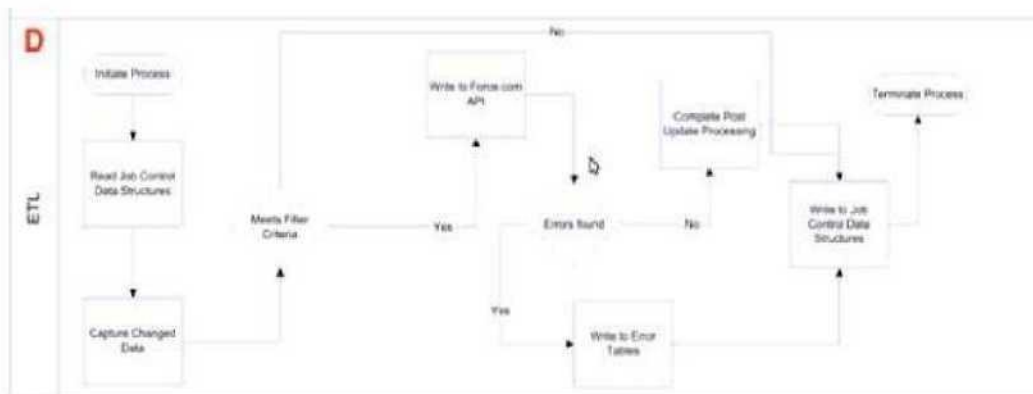 D
ETL
Initiate Process
Read Job Control
Data Structures
Capture Changed
Data
Meets Filter
Criteria
No
Yes
Write to Force.com
API
Errors found
Yes
No
Write to Error
Tables
Complete Post
Update Processing
Write to Job
Control Data
Structures
Terminate Process